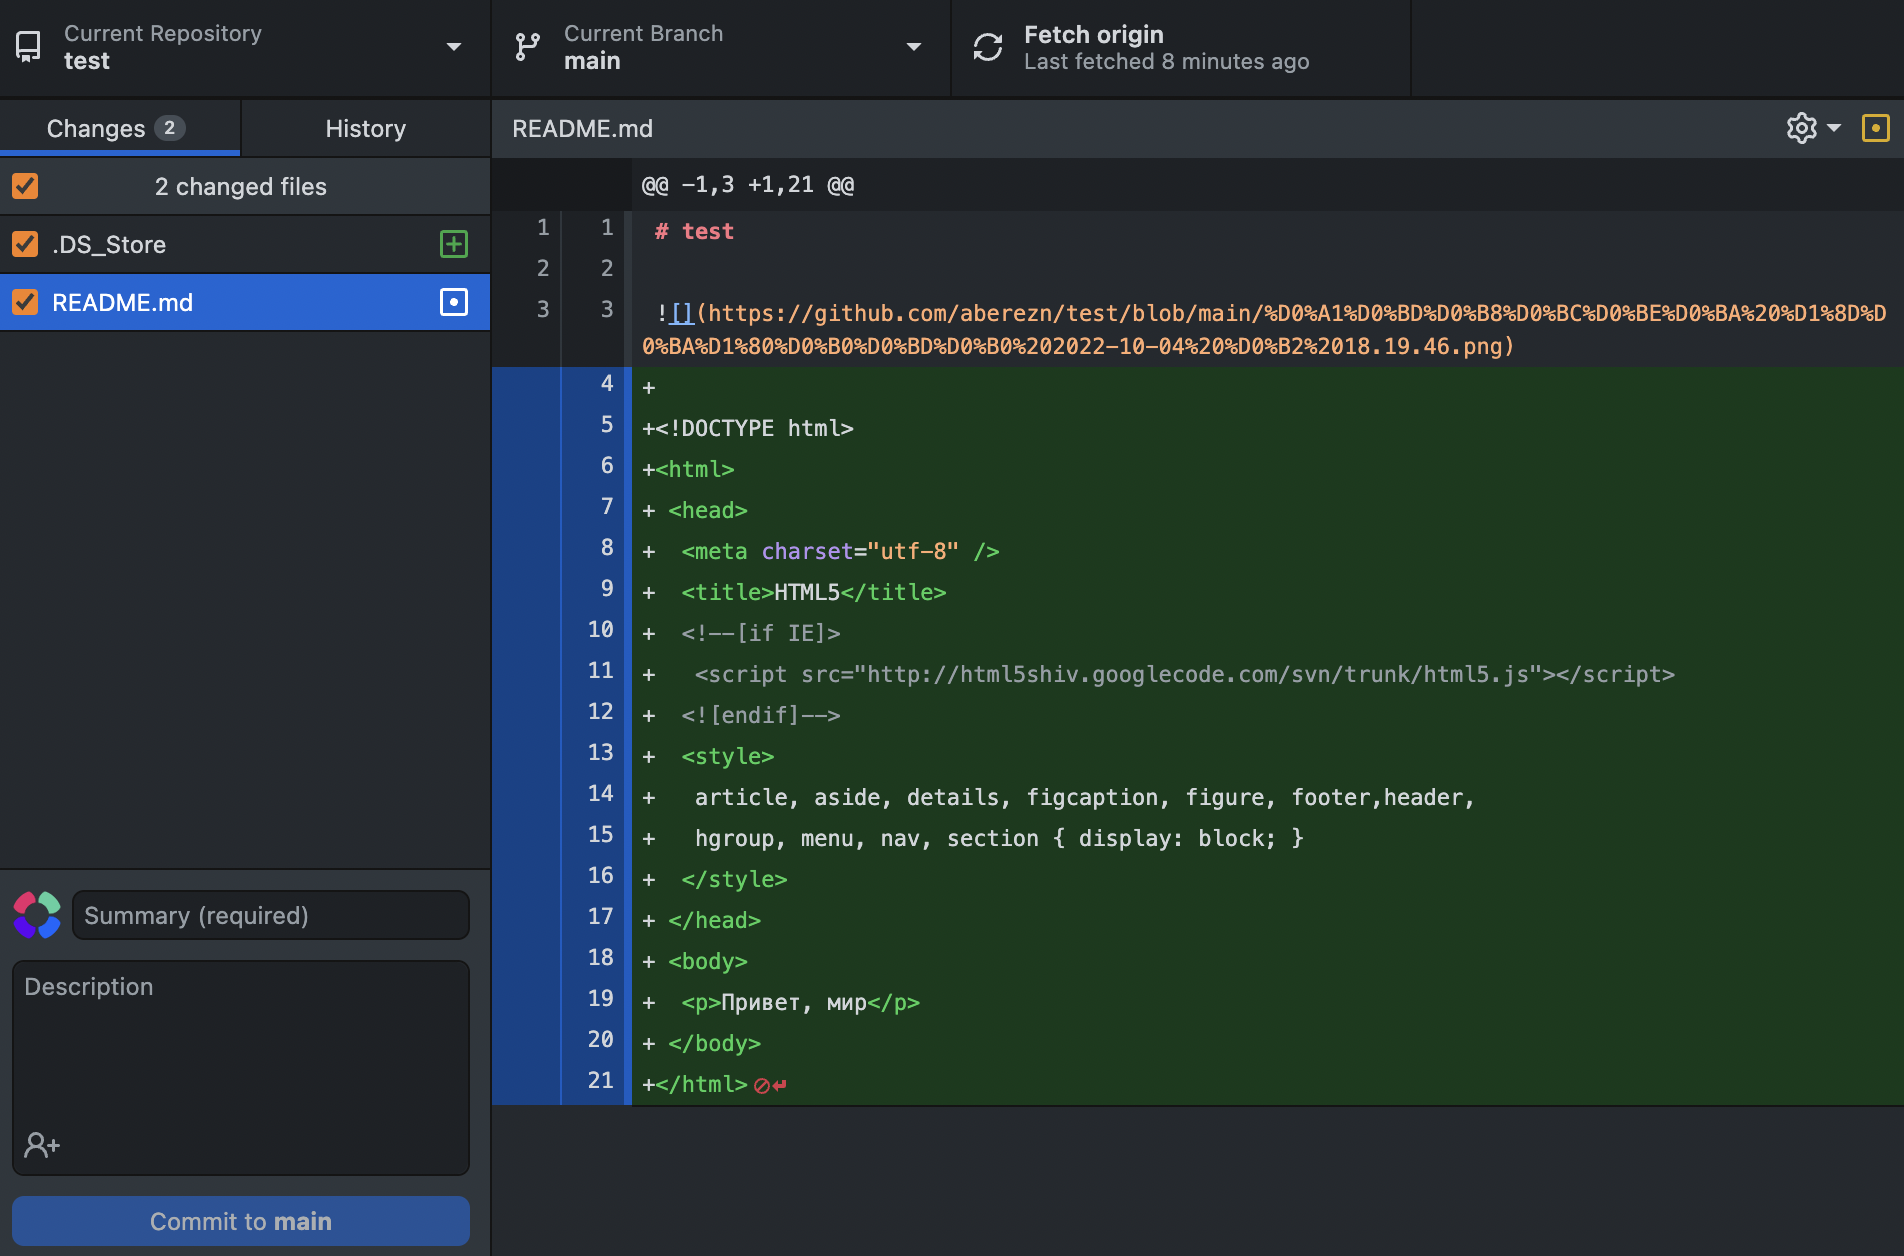 Current Repository
test
Current Branch
main
Fetch origin
Last fetched 8 minutes ago
Changes 2
History
README.md
2 changed files
.DS_Store
README.md
@@ -1,3 +1,21 @@
1 1 # test
2 2
3 3 ![](https://github.com/aberezn/test/blob/main/%D0%A1%D0%BD%D0%B8%D0%BC%D0%BE%D0%BA%20%D1%8D%D
0%BA%D1%80%D0%B0%D0%BD%D0%B0%202022-10-04%20%D0%B2%2018.19.46.png)
4 +
5 +<!DOCTYPE html>
6 +<html>
7 + <head>
8 +  <meta charset="utf-8" />
9 +  <title>HTML5</title>
10 +  <!--[if IE]>
11 +   <script src="http://html5shiv.googlecode.com/svn/trunk/html5.js"></script>
12 +  <![endif]-->
13 +  <style>
14 +   article, aside, details, figcaption, figure, footer,header,
15 +   hgroup, menu, nav, section { display: block; }
16 +  </style>
17 + </head>
18 + <body>
19 +  <p>Привет, мир</p>
20 + </body>
21 +</html>
Summary (required)
Description
Commit to main